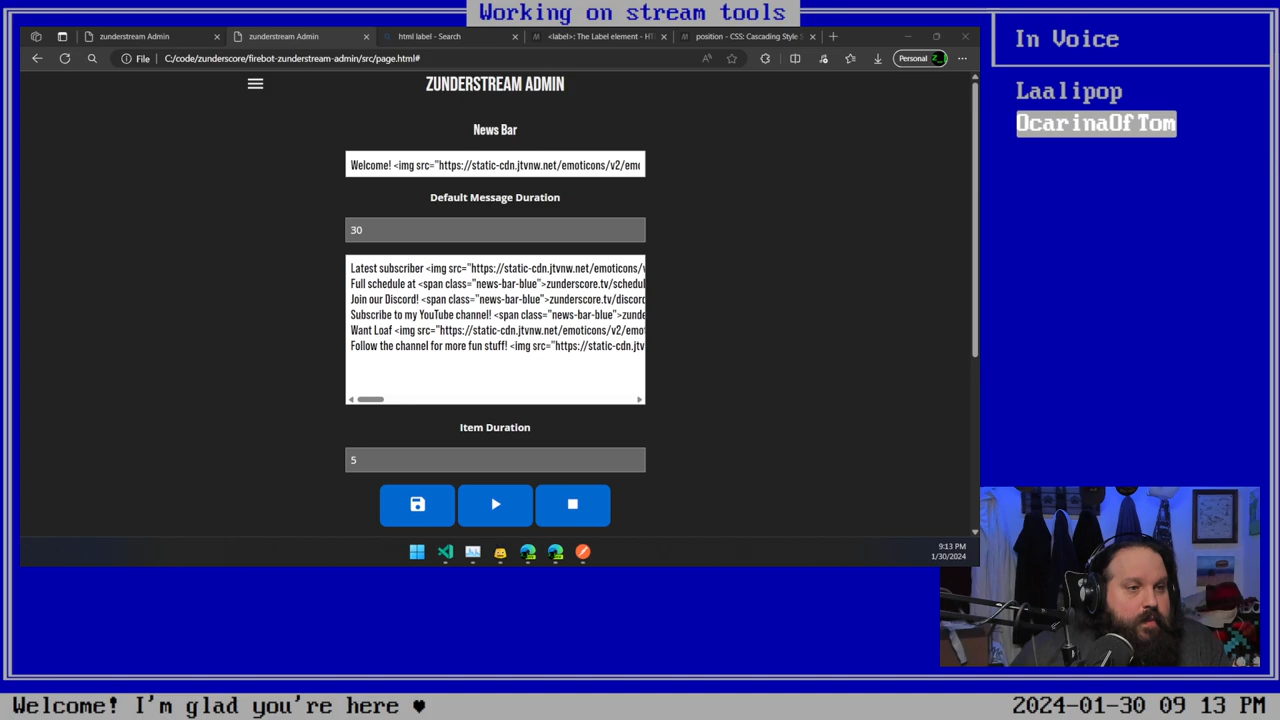 Working on stream tools
zunderstream Admin
zunderstream Admin
html label - Search
<label>: The Label element - HT
position - CSS: Cascading Style S
File
C:/code/zunderscore/firebot-zunderstream-admin/src/page.html#
Personal
ZUNDERSTREAM ADMIN
News Bar
Welcome! <img src="https://static-cdn.jtvnw.net/emoticons/v2/emo
Default Message Duration
30
Latest subscriber <img src="https://static-cdn.jtvnw.net/emoticons/v
Full schedule at <span class="news-bar-blue">zunderscore.tv/schedul
Join our Discord! <span class="news-bar-blue">zunderscore.tv/discord
Subscribe to my YouTube channel! <span class="news-bar-blue">zunde
Want Loaf <img src="https://static-cdn.jtvnw.net/emoticons/v2/emo
Follow the channel for more fun stuff! <img src="https://static-cdn.jtv
Item Duration
5
9:13 PM
1/30/2024
In Voice
Laalipop
OcarinaOfTom
Welcome! I'm glad you're here ♥
2024-01-30 09 13 PM